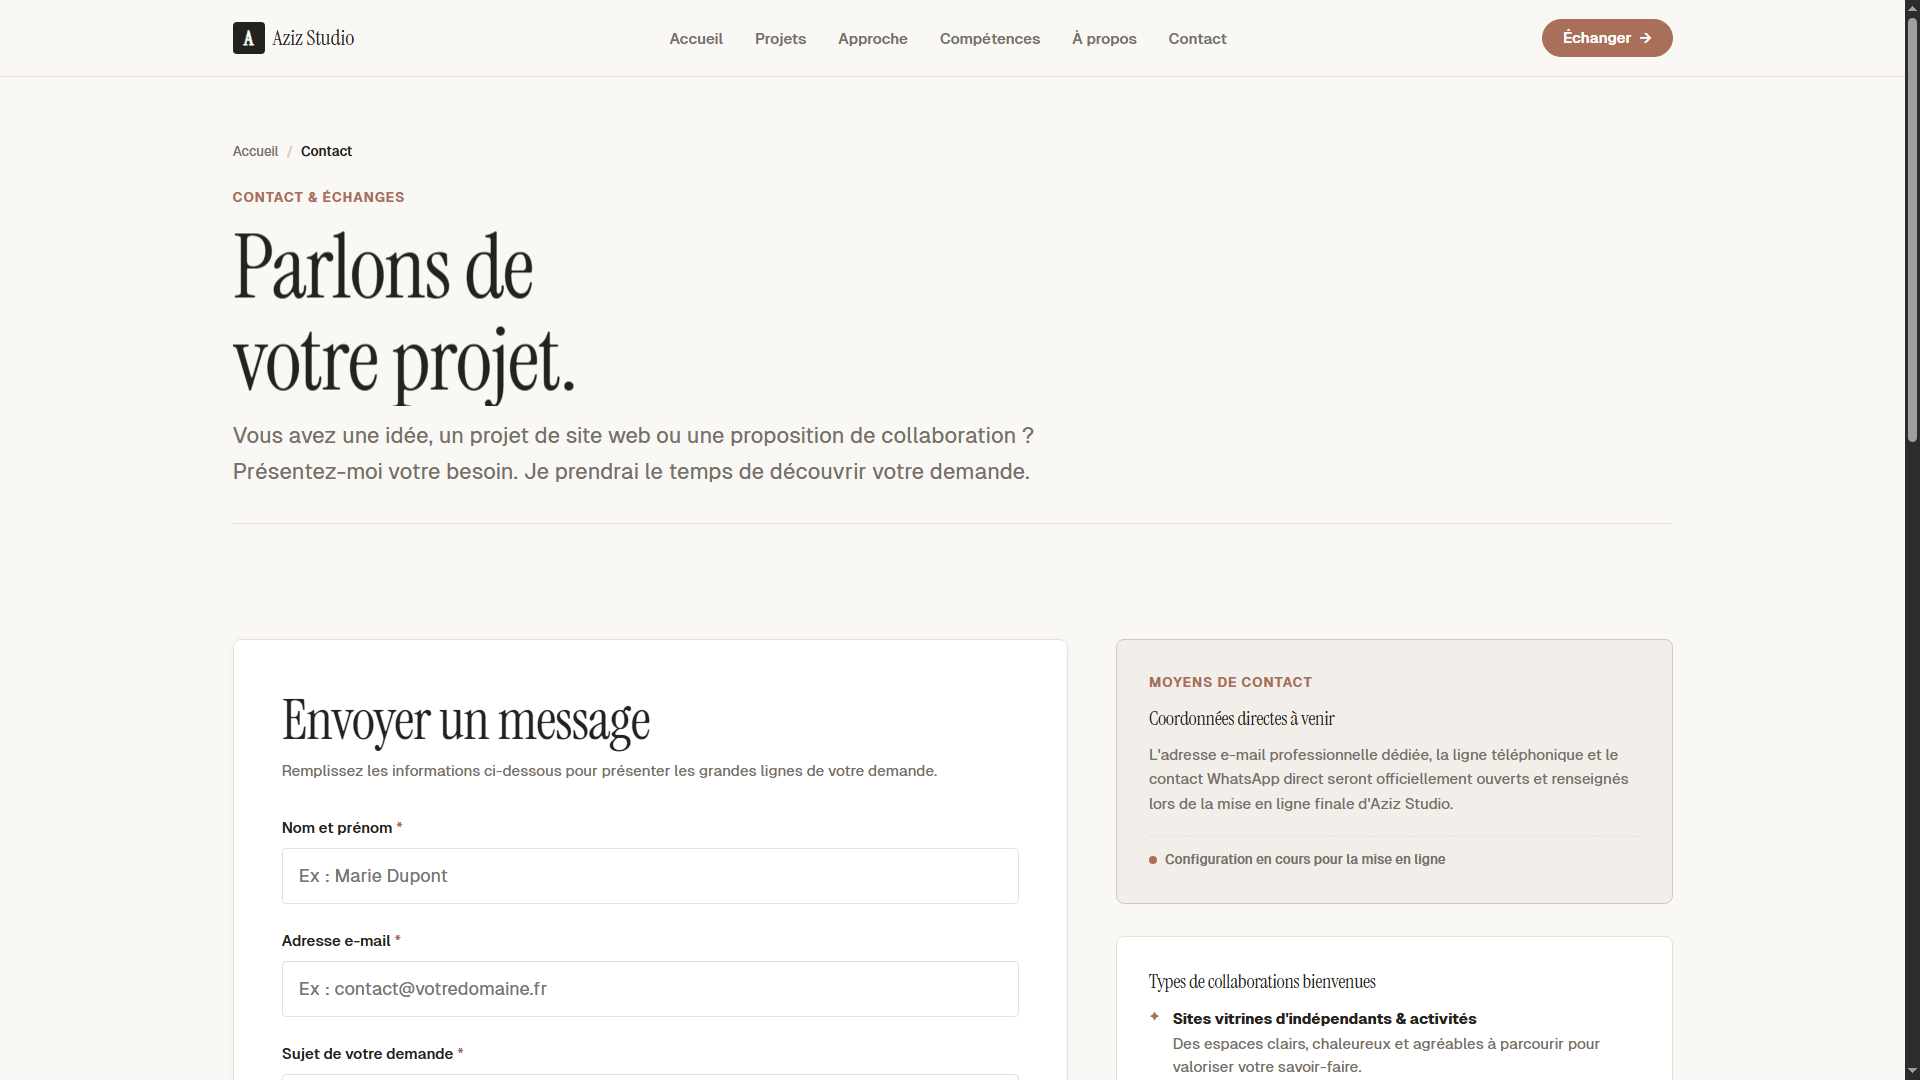 A Aziz Studio
Accueil Projets Approche Compétences À propos Contact
Échanger →
Accueil / Contact
CONTACT & ÉCHANGES
Parlons de
votre projet.
Vous avez une idée, un projet de site web ou une proposition de collaboration ?
Présentez-moi votre besoin. Je prendrai le temps de découvrir votre demande.
Envoyer un message
Remplissez les informations ci-dessous pour présenter les grandes lignes de votre demande.
Nom et prénom *
Ex : Marie Dupont
Adresse e-mail *
Ex : contact@votredomaine.fr
Sujet de votre demande *
MOYENS DE CONTACT
Coordonnées directes à venir
L'adresse e-mail professionnelle dédiée, la ligne téléphonique et le
contact WhatsApp direct seront officiellement ouverts et renseignés
lors de la mise en ligne finale d'Aziz Studio.
Configuration en cours pour la mise en ligne
Types de collaborations bienvenues
✦ Sites vitrines d'indépendants & activités
Des espaces clairs, chaleureux et agréables à parcourir pour
valoriser votre savoir-faire.